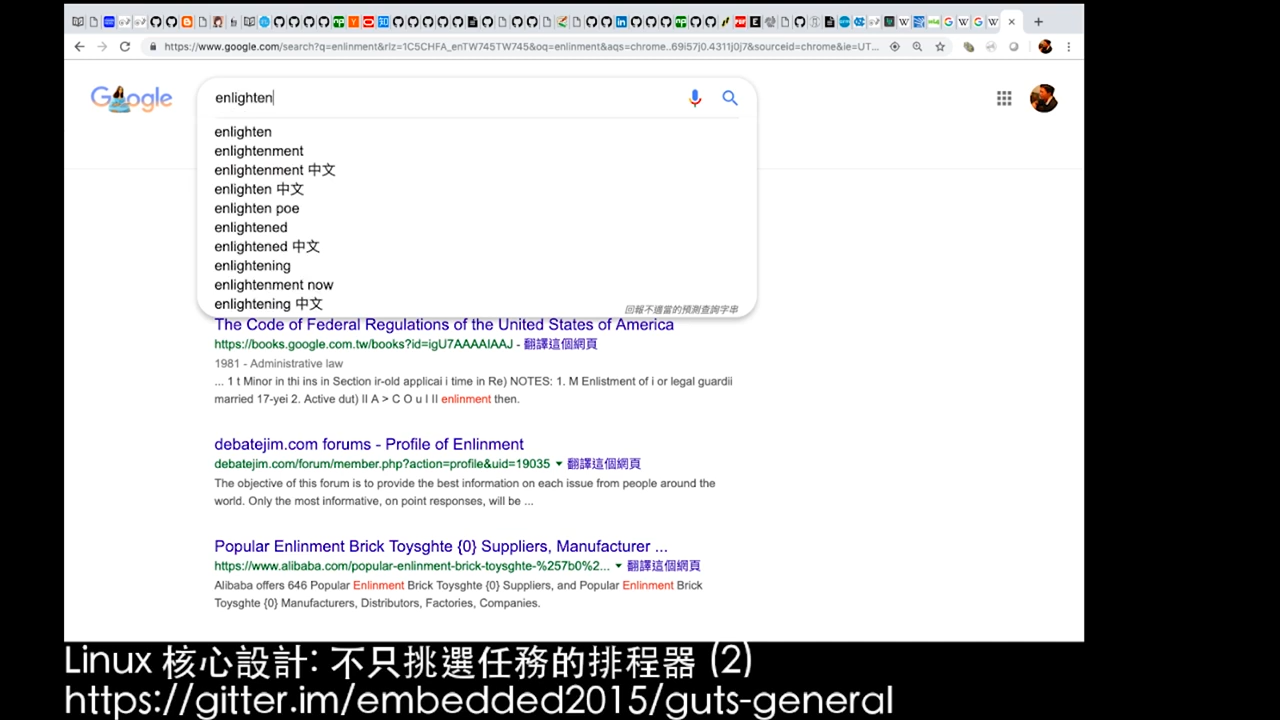 https://www.google.com/search?q=enlinment&rlz=1C5CHFA_enTW745TW745&oq=enlinment&aqs=chrome..69i57j0.4311j0j7&sourceid=chrome&ie=UT...
Google
enlighten
enlighten
enlightenment
enlightenment 中文
enlighten 中文
enlighten poe
enlightened
enlightened 中文
enlightening
enlightenment now
enlightening 中文
回報不適當的預測查詢字串
The Code of Federal Regulations of the United States of America
https://books.google.com.tw/books?id=igU7AAAAIAAJ - 翻譯這個網頁
1981 - Administrative law
... 1 t Minor in thi ins in Section ir-old applicai i time in Re) NOTES: 1. M Enlistment of i or legal guardii
married 17-yei 2. Active dut) II A > C O u I II enlinment then.
debatejim.com forums - Profile of Enlinment
debatejim.com/forum/member.php?action=profile&uid=19035 ▼ 翻譯這個網頁
The objective of this forum is to provide the best information on each issue from people around the
world. Only the most informative, on point responses, will be ...
Popular Enlinment Brick Toysghte {0} Suppliers, Manufacturer ...
https://www.alibaba.com/popular-enlinment-brick-toysghte-%257b0%2... ▼ 翻譯這個網頁
Alibaba offers 646 Popular Enlinment Brick Toysghte {0} Suppliers, and Popular Enlinment Brick
Toysghte {0} Manufacturers, Distributors, Factories, Companies.
Linux 核心設計: 不只挑選任務的排程器 (2)
https://gitter.im/embedded2015/guts-general